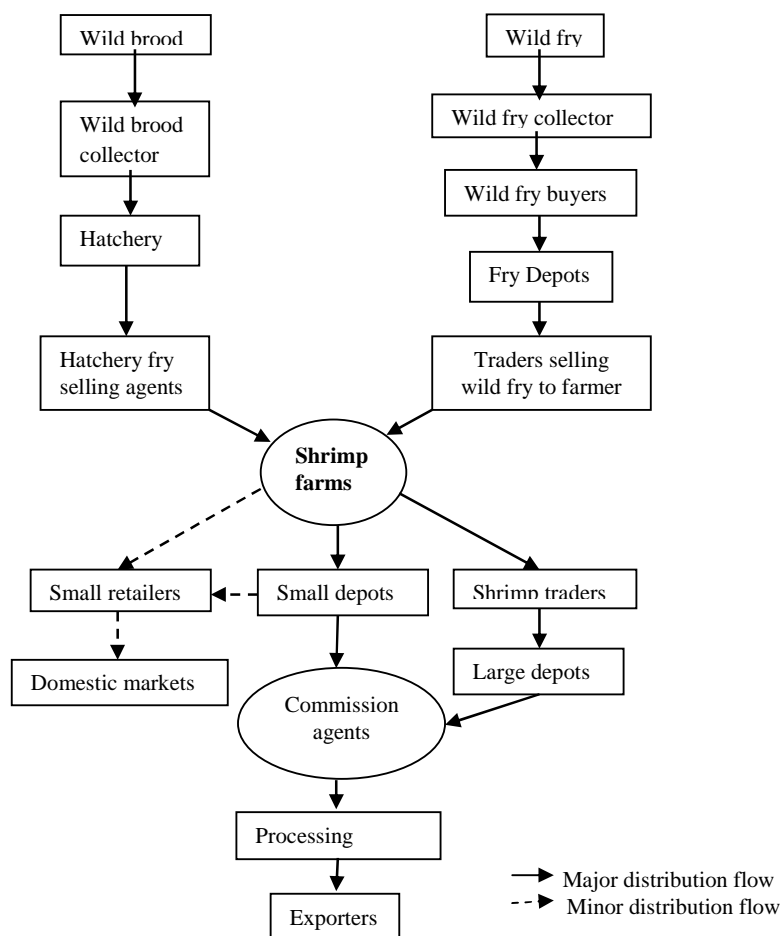 Wild brood
Wild fry
Wild brood
collector
Wild fry collector
Wild fry buyers
Hatchery
Fry Depots
Hatchery fry
selling agents
Traders selling
wild fry to farmer
Shrimp
farms
Small retailers
Small depots
Shrimp traders
Domestic markets
Large depots
Commission
agents
Processing
Exporters
Major distribution flow
Minor distribution flow